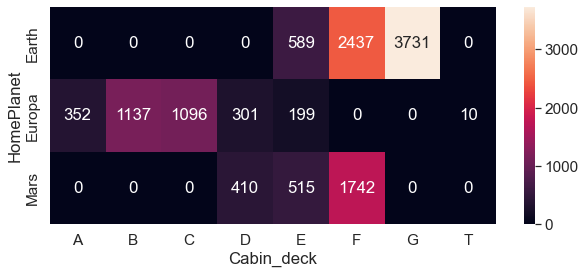 HomePlanet
Earth 0 0 0 0 589 2437 3731 0
Europa 352 1137 1096 301 199 0 0 10
Mars 0 0 0 410 515 1742 0 0
A B C D E F G T
Cabin_deck
3000
2000
1000
0